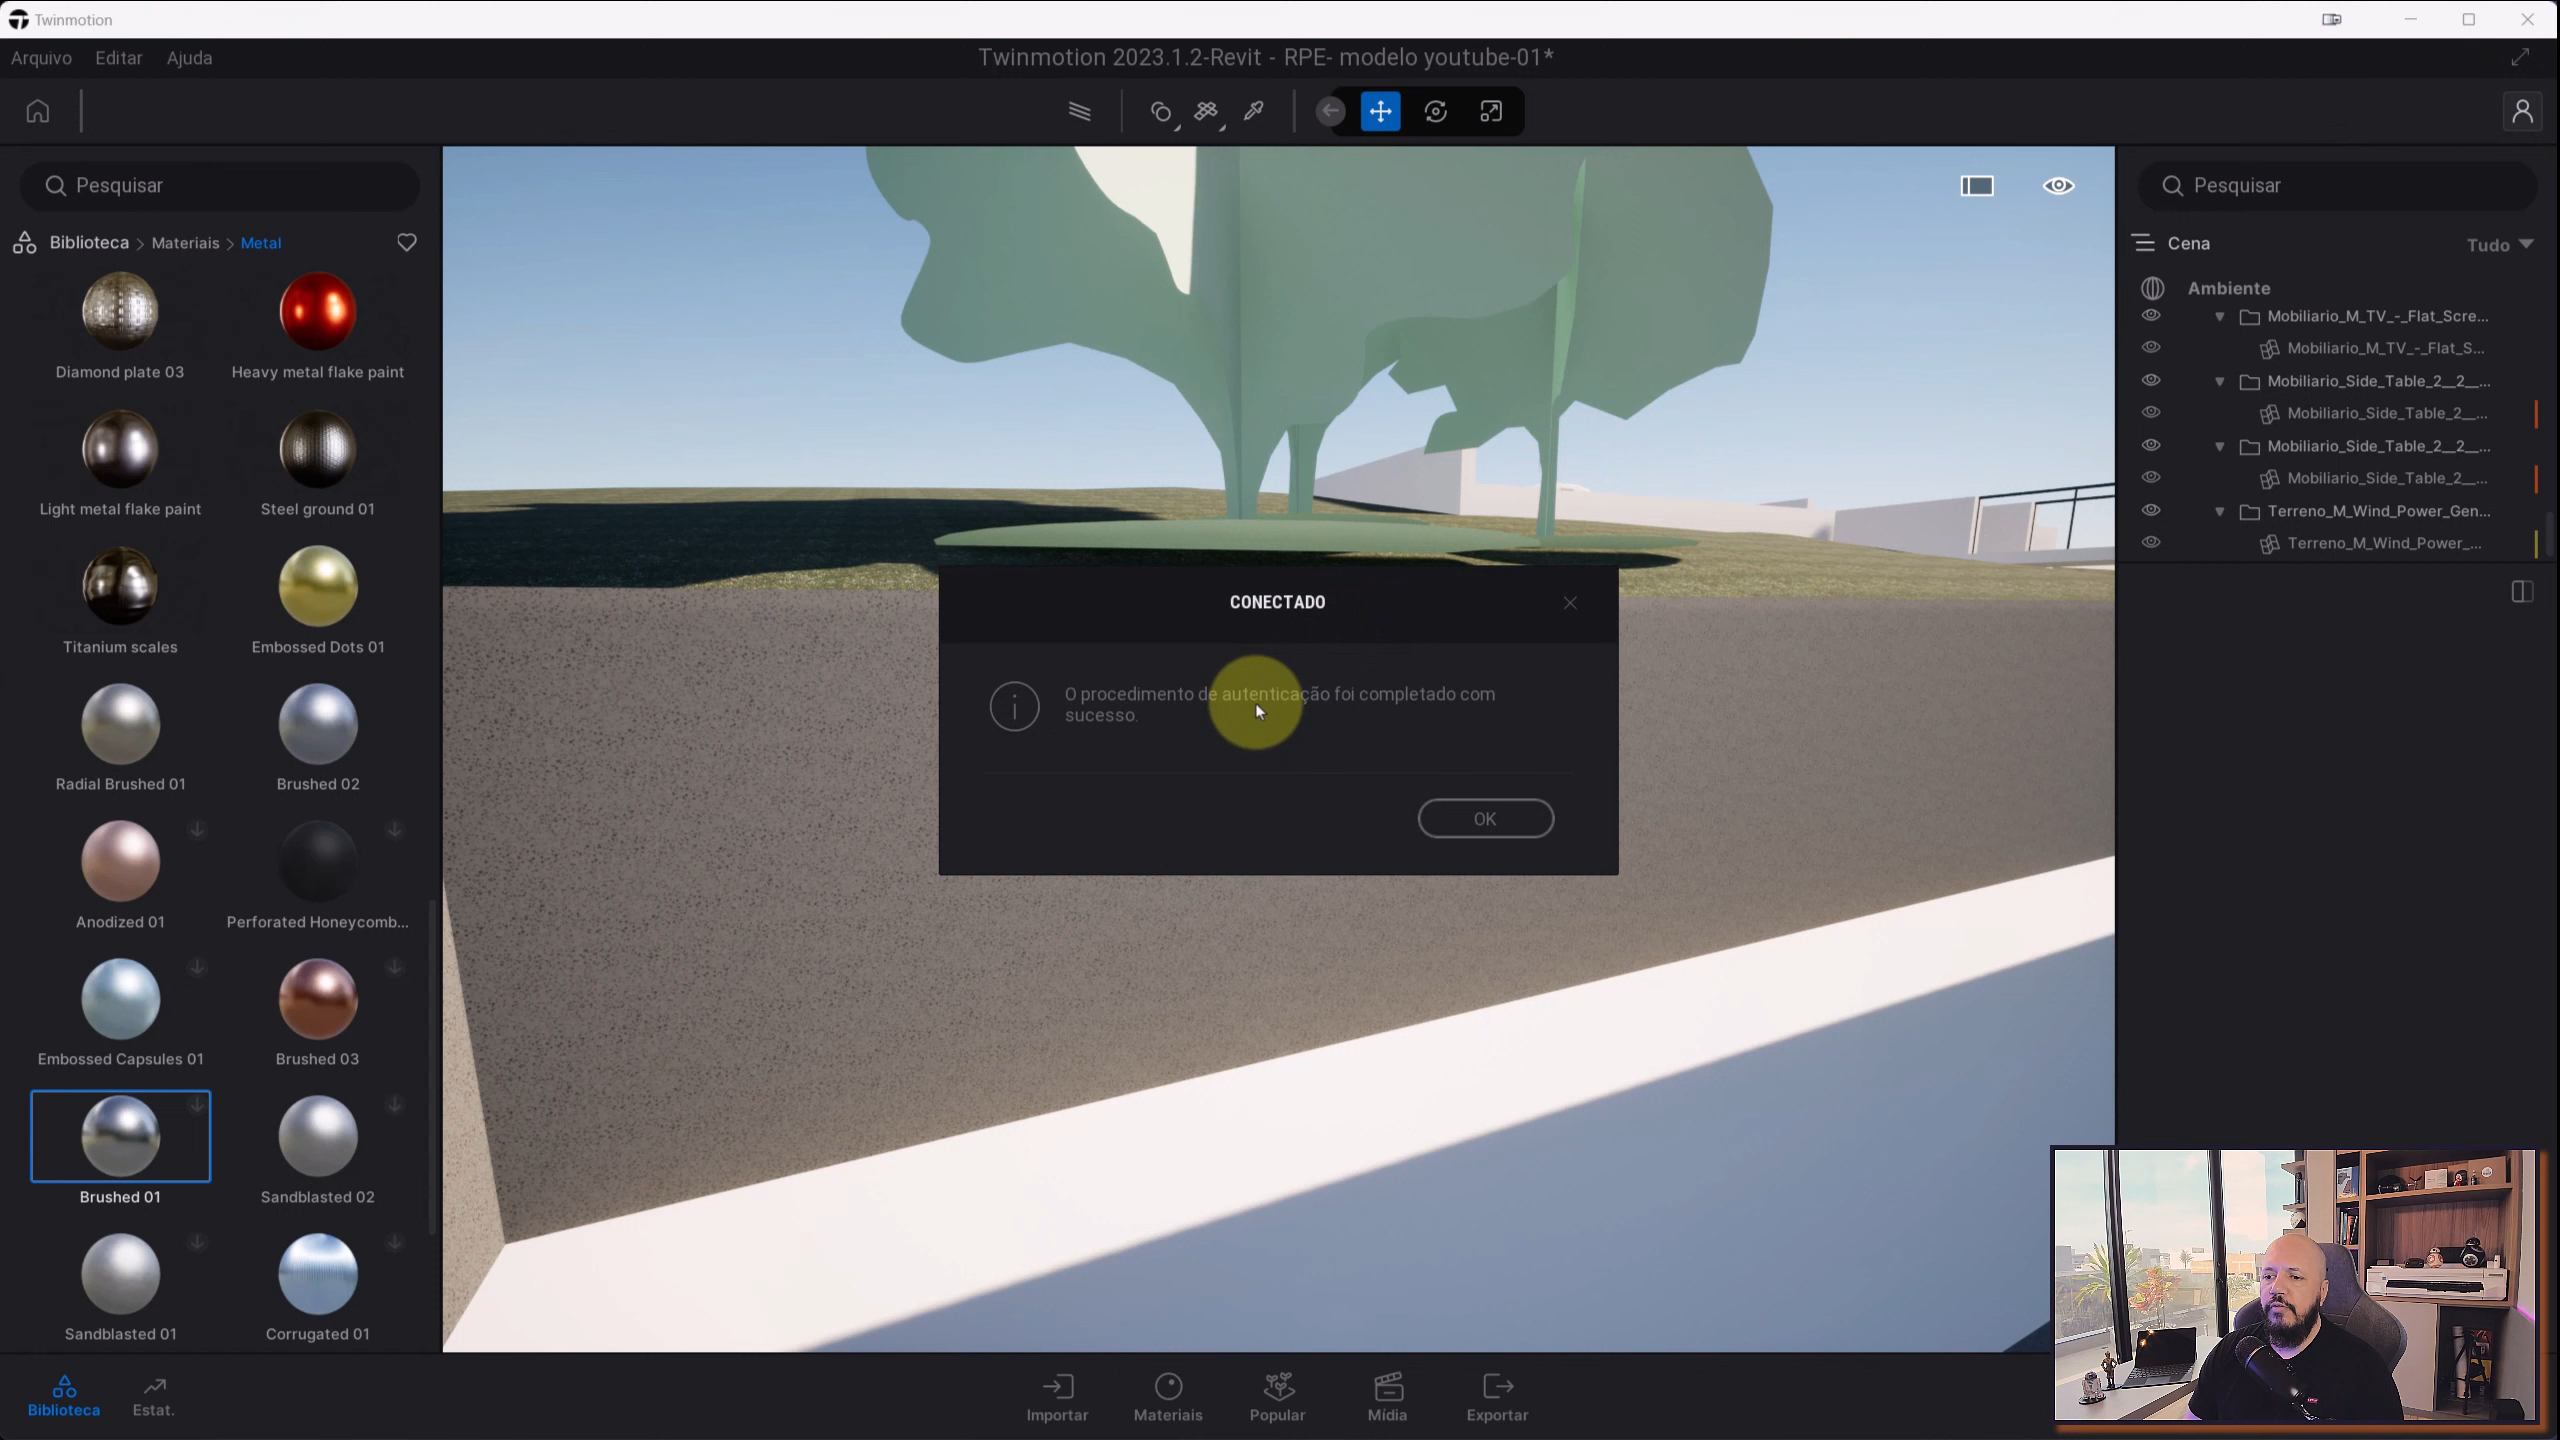 Twinmotion
Arquivo Editar Ajuda
Twinmotion 2023.1.2-Revit - RPE- modelo youtube-01*
Pesquisar
Biblioteca > Materiais > Metal
Diamond plate 03
Heavy metal flake paint
Light metal flake paint
Steel ground 01
Titanium scales
Embossed Dots 01
Radial Brushed 01
Brushed 02
Anodized 01
Perforated Honeycomb...
Embossed Capsules 01
Brushed 03
Brushed 01
Sandblasted 02
Sandblasted 01
Corrugated 01
Biblioteca
Estat.
CONECTADO
O procedimento de autenticação foi completado com
sucesso.
OK
Importar
Materiais
Popular
Mídia
Exportar
Pesquisar
Cena
Tudo
Ambiente
Mobiliario_M_TV_-_Flat_Scre...
Mobiliario_M_TV_-_Flat_S...
Mobiliario_Side_Table_2__2__...
Mobiliario_Side_Table_2__...
Mobiliario_Side_Table_2__2__...
Mobiliario_Side_Table_2__...
Terreno_M_Wind_Power_Gen...
Terreno_M_Wind_Power_...